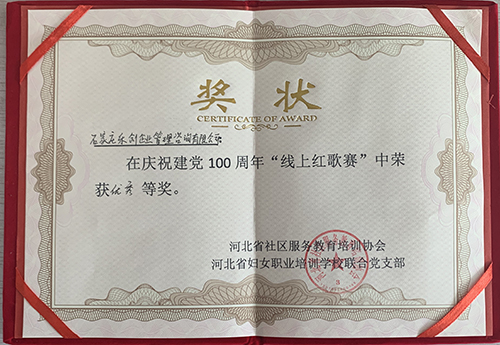 奖状
CERTIFICATE OF AWARD
石家庄乐创企业管理咨询有限公司
在庆祝建党100周年“线上红歌赛”中荣
获优秀等奖。
河北省社区服务教育培训协会
河北省妇女职业培训学校联合党支部